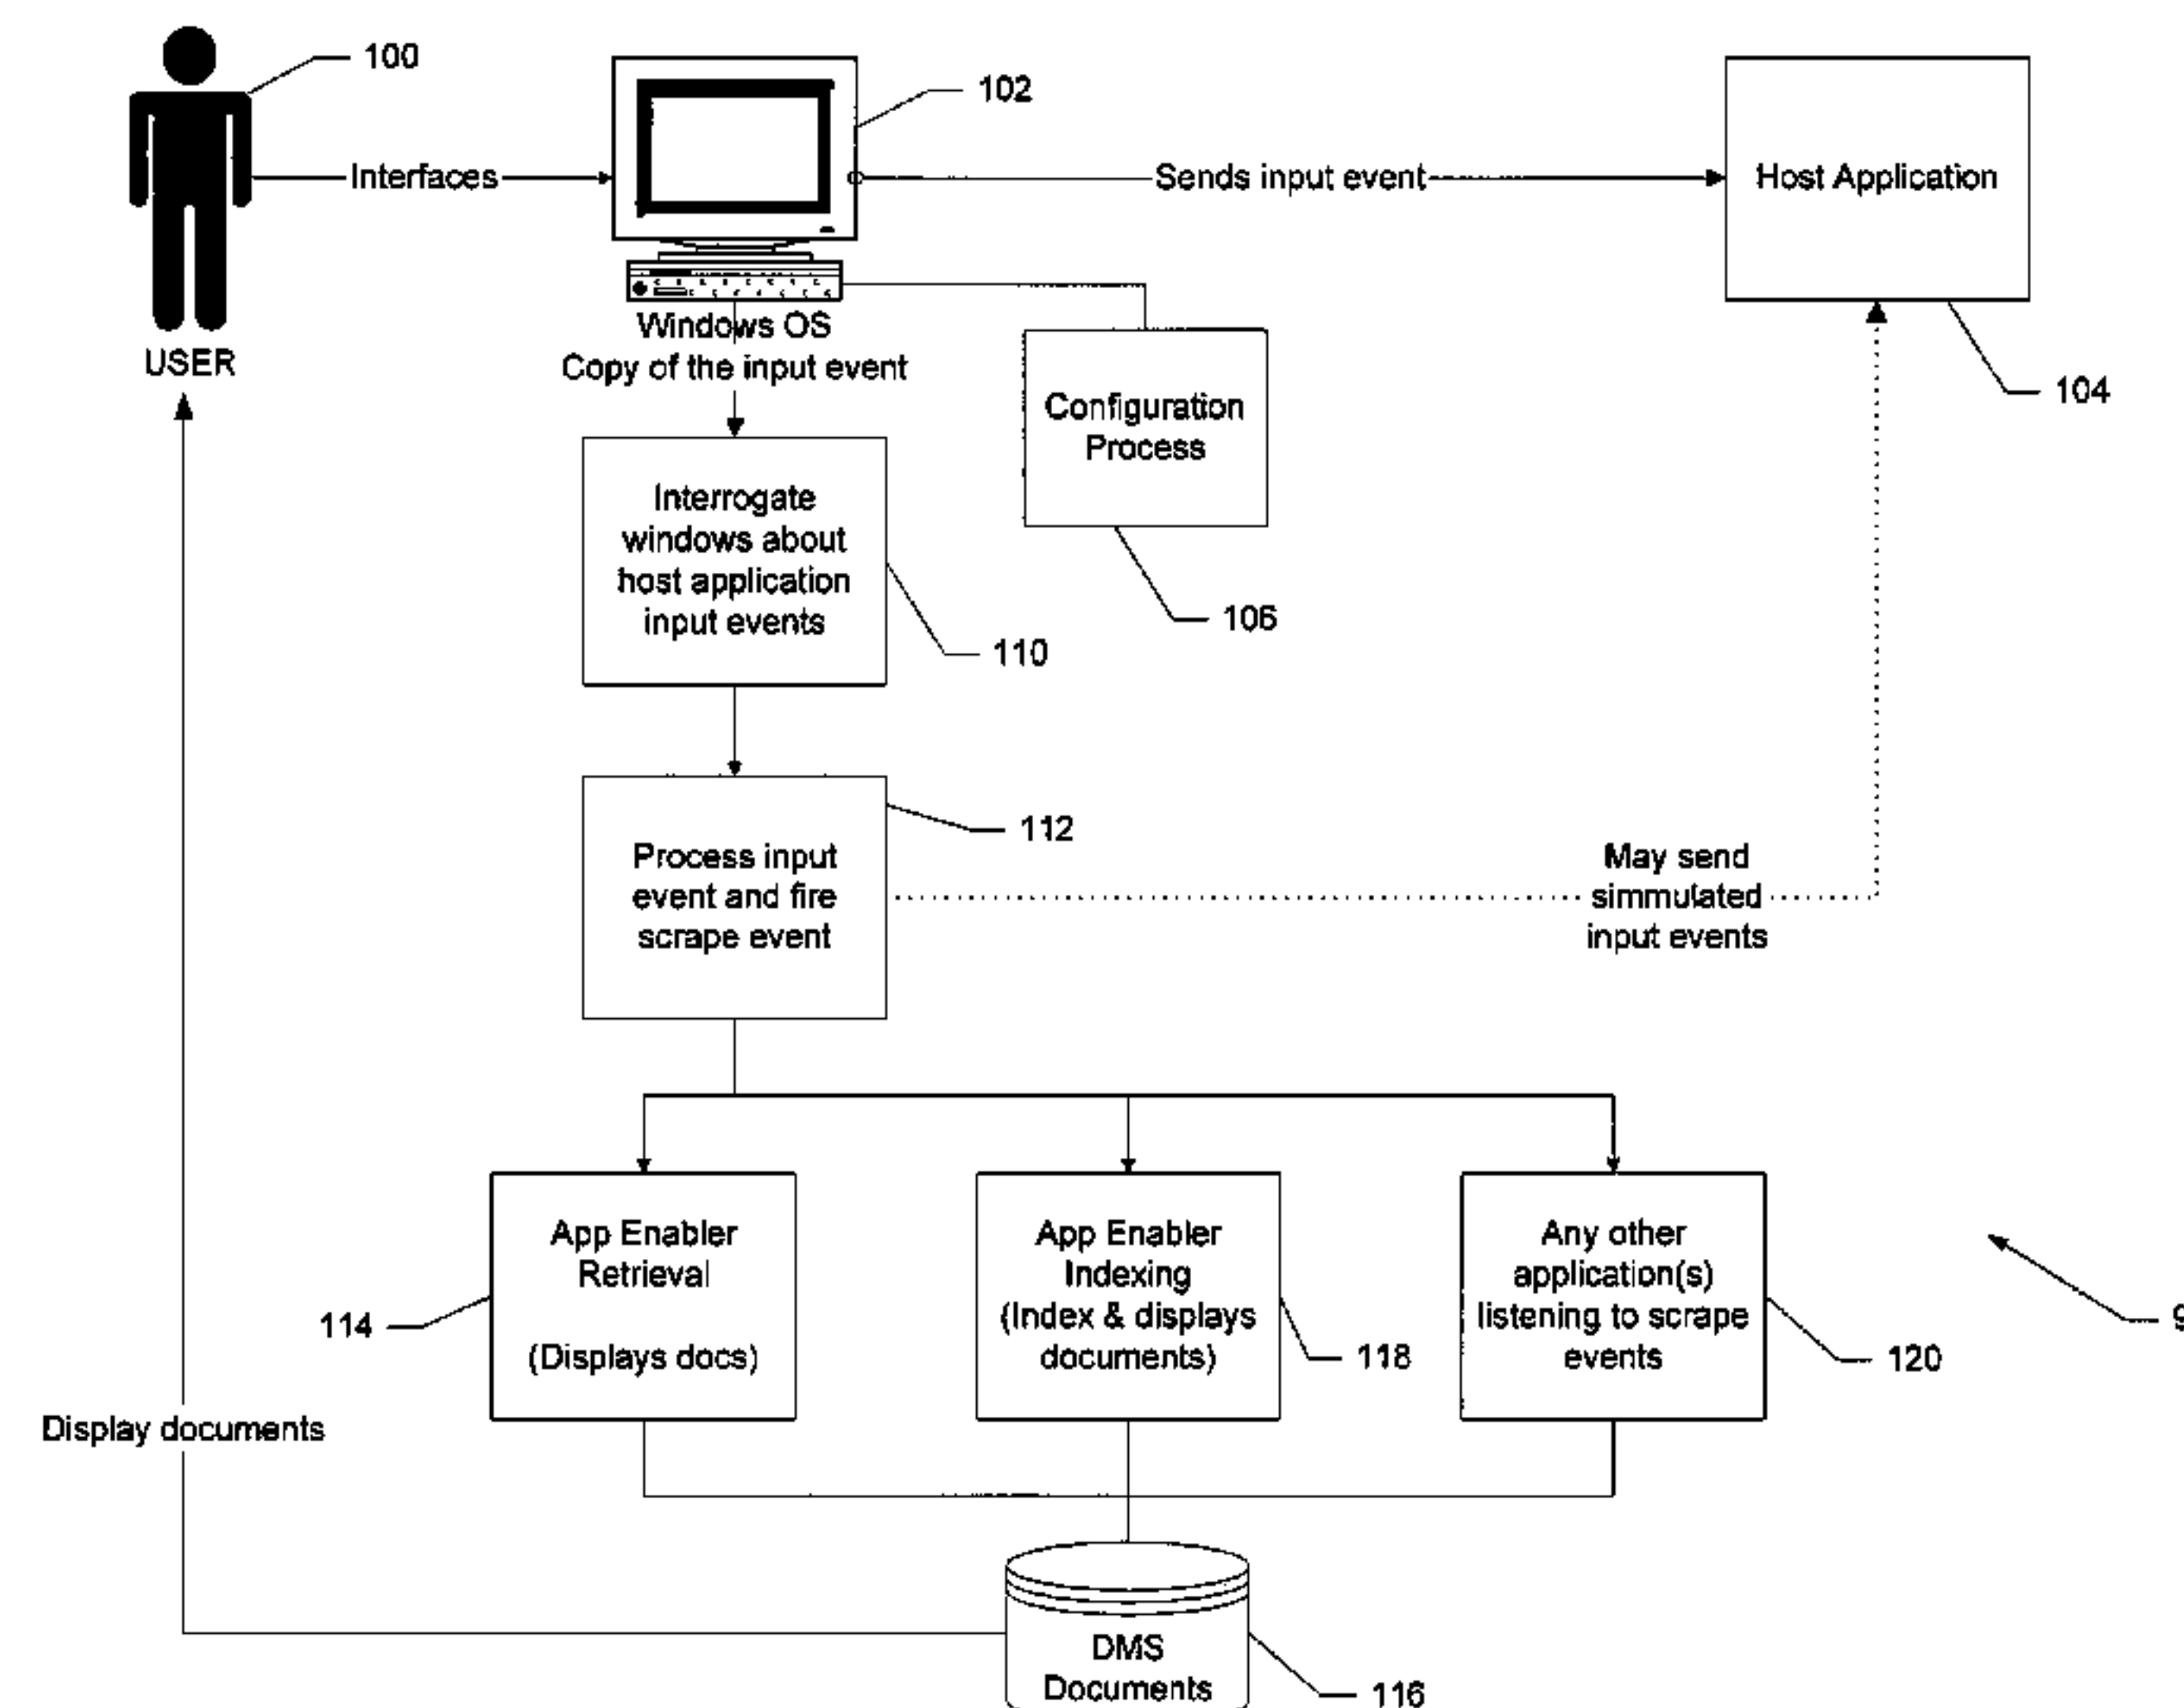 100
102
Interfaces
Sends input event
Host Application
USER
Windows OS
Copy of the input event
104
Configuration
Process
106
Interrogate
windows about
host application
input events
110
Process input
event and fire
scrape event
112
May send
simmulated
input events
App Enabler
Retrieval
(Displays docs)
114
App Enabler
Indexing
(Index & displays
documents)
118
Any other
application(s)
listening to scrape
events
120
Display documents
DMS
Documents
116